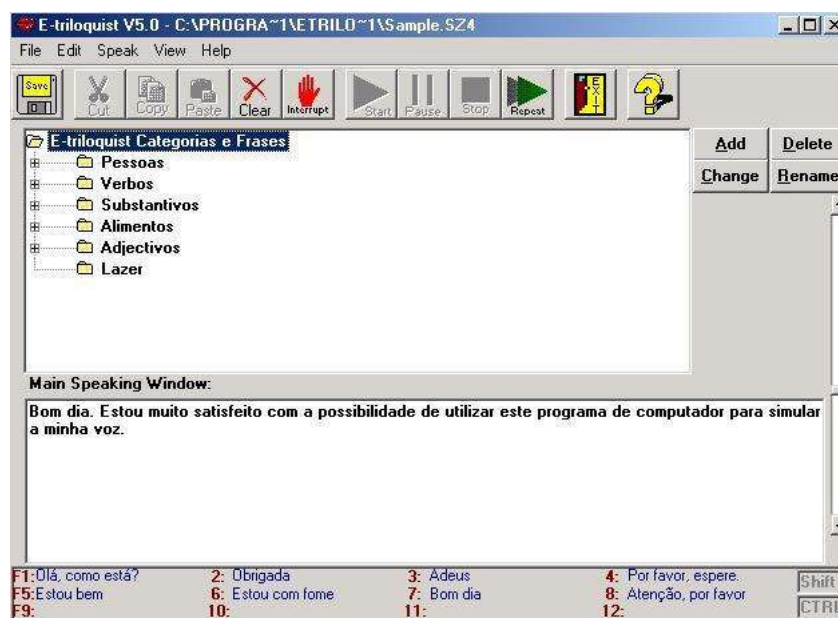 E-triloquist V5.0 - C:\PROGRA~1\ETRILO~1\Sample.SZ4
File Edit Speak View Help
Save Cut Copy Paste Clear Interrupt Start Pause Stop Repeat EXIT
E-triloquist Categorias e Frases
Add Delete
Pessoas
Change Rename
Verbos
Substantivos
Alimentos
Adjectivos
Lazer
Main Speaking Window:
Bom dia. Estou muito satisfeito com a possibilidade de utilizar este programa de computador para simular
a minha voz.
F1:Olá, como está? 2: Obrigada 3: Adeus 4: Por favor, espere. Shift
F5:Estou bem 6: Estou com fome 7: Bom dia 8: Atenção, por favor
F9: 10: 11: 12: CTRL